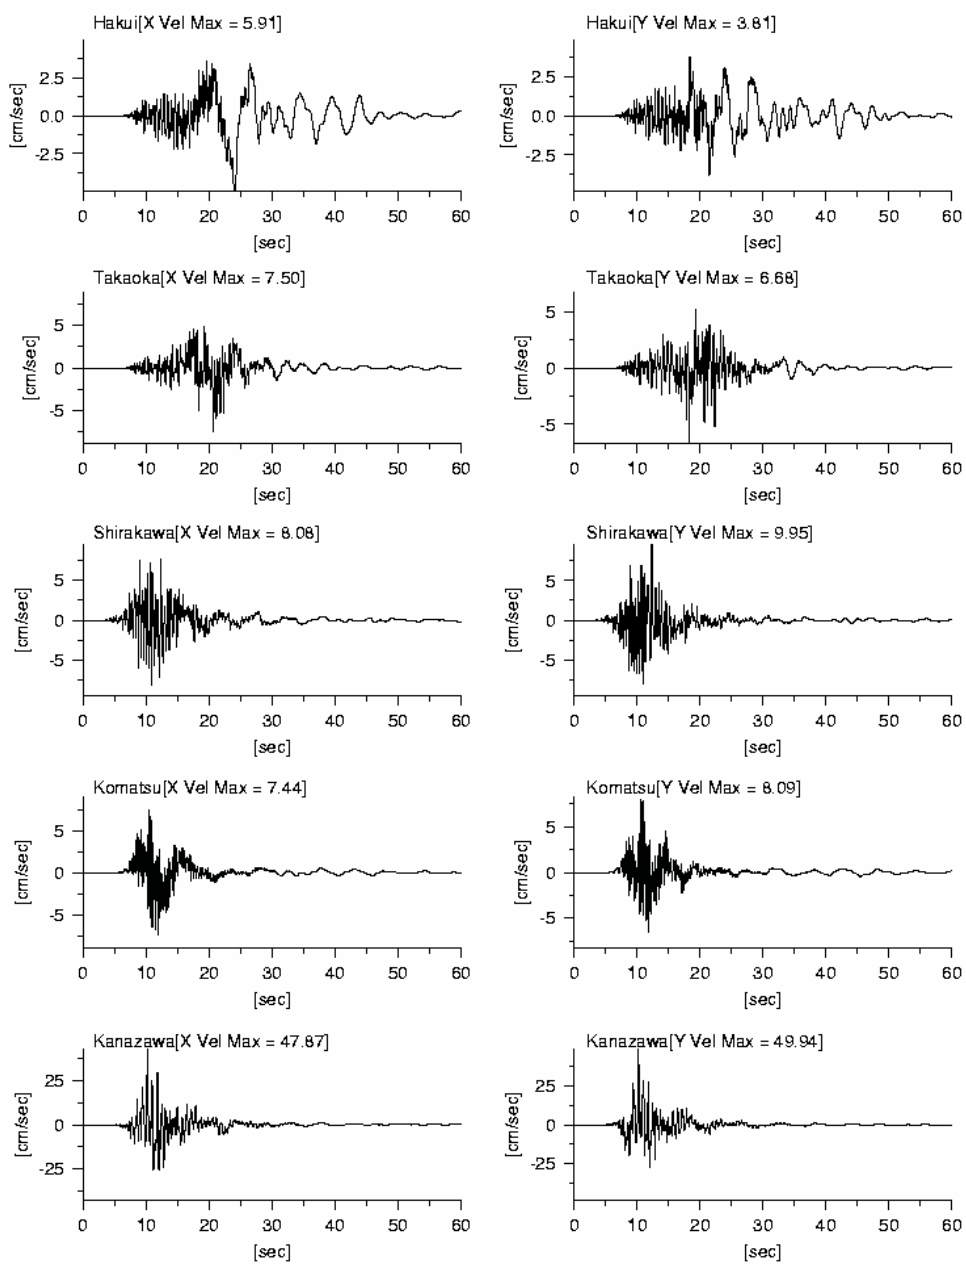 Hakui[X Vel Max = 5.91]
Hakui[Y Vel Max = 3.81]
[cm/sec]
2.5
0.0
-2.5
0 10 20 30 40 50 60
[sec]
[cm/sec]
2.5
0.0
-2.5
0 10 20 30 40 50 60
[sec]
Takaoka[X Vel Max = 7.50]
Takaoka[Y Vel Max = 6.68]
[cm/sec]
5
0
-5
0 10 20 30 40 50 60
[sec]
[cm/sec]
5
0
-5
0 10 20 30 40 50 60
[sec]
Shirakawa[X Vel Max = 8.08]
Shirakawa[Y Vel Max = 9.95]
[cm/sec]
5
0
-5
0 10 20 30 40 50 60
[sec]
[cm/sec]
5
0
-5
0 10 20 30 40 50 60
[sec]
Komatsu[X Vel Max = 7.44]
Komatsu[Y Vel Max = 8.09]
[cm/sec]
5
0
-5
0 10 20 30 40 50 60
[sec]
[cm/sec]
5
0
-5
0 10 20 30 40 50 60
[sec]
Kanazawa[X Vel Max = 47.87]
Kanazawa[Y Vel Max = 49.94]
[cm/sec]
25
0
-25
0 10 20 30 40 50 60
[sec]
[cm/sec]
25
0
-25
0 10 20 30 40 50 60
[sec]